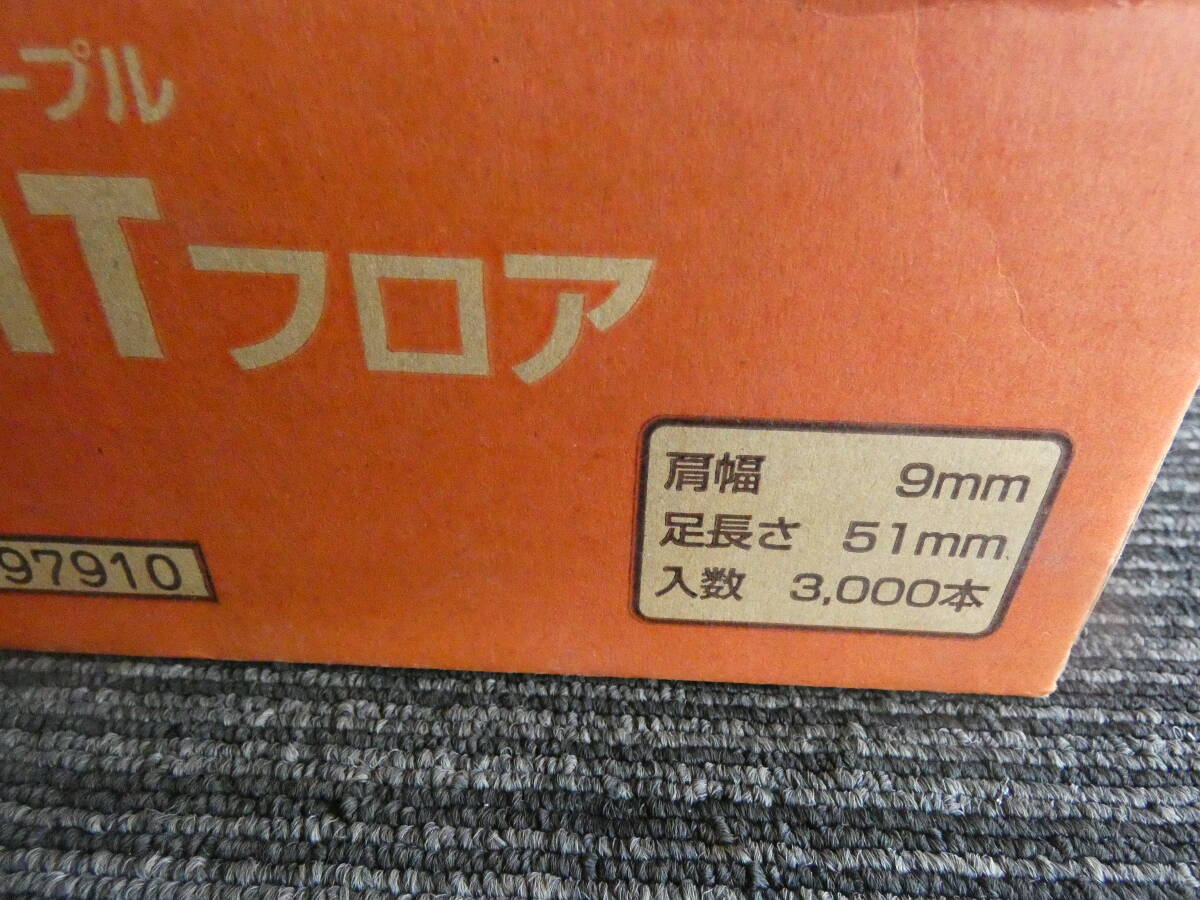 ープル
MTフロア
97910
肩幅 9mm
足長さ 51mm
入数 3,000本